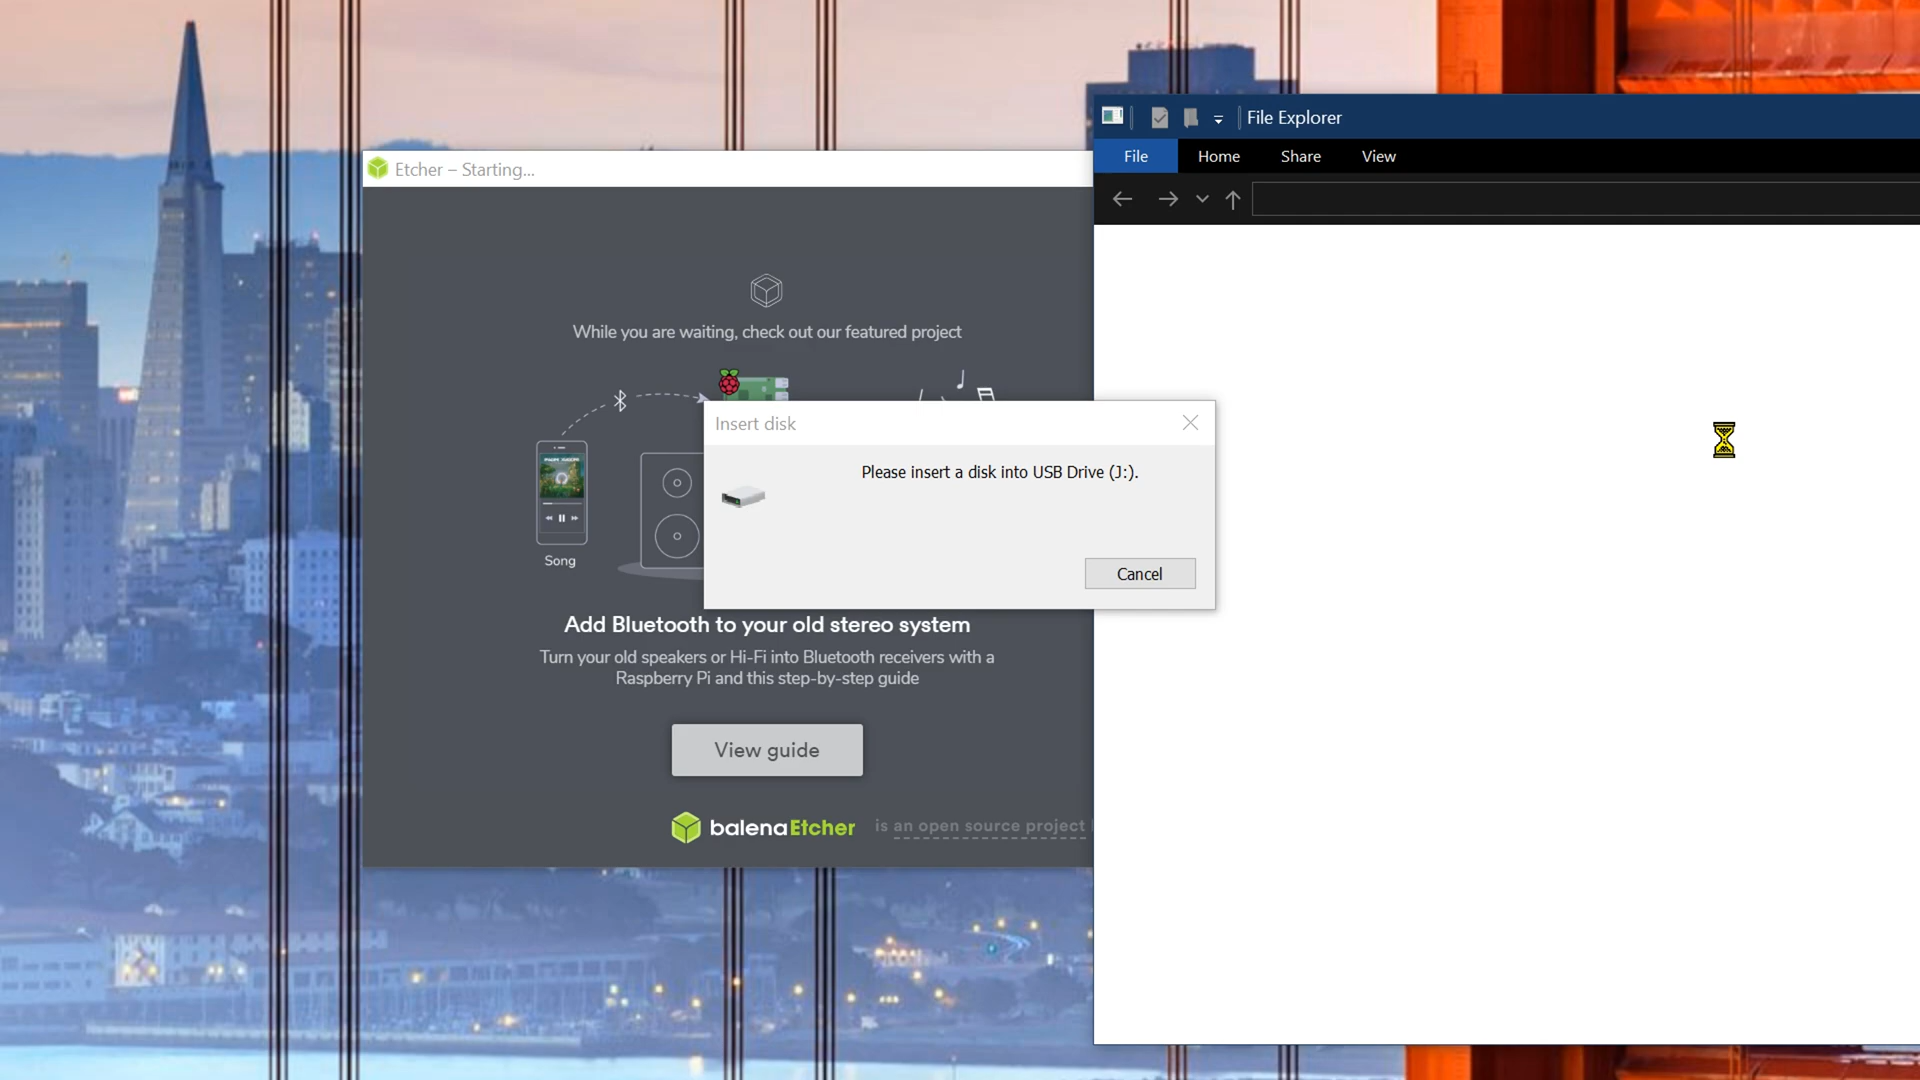 File Explorer
File Home Share View
Etcher – Starting...
While you are waiting, check out our featured project
Insert disk
Please insert a disk into USB Drive (J:).
Cancel
Song
Add Bluetooth to your old stereo system
Turn your old speakers or Hi-Fi into Bluetooth receivers with a
Raspberry Pi and this step-by-step guide
View guide
balenaEtcher is an open source project